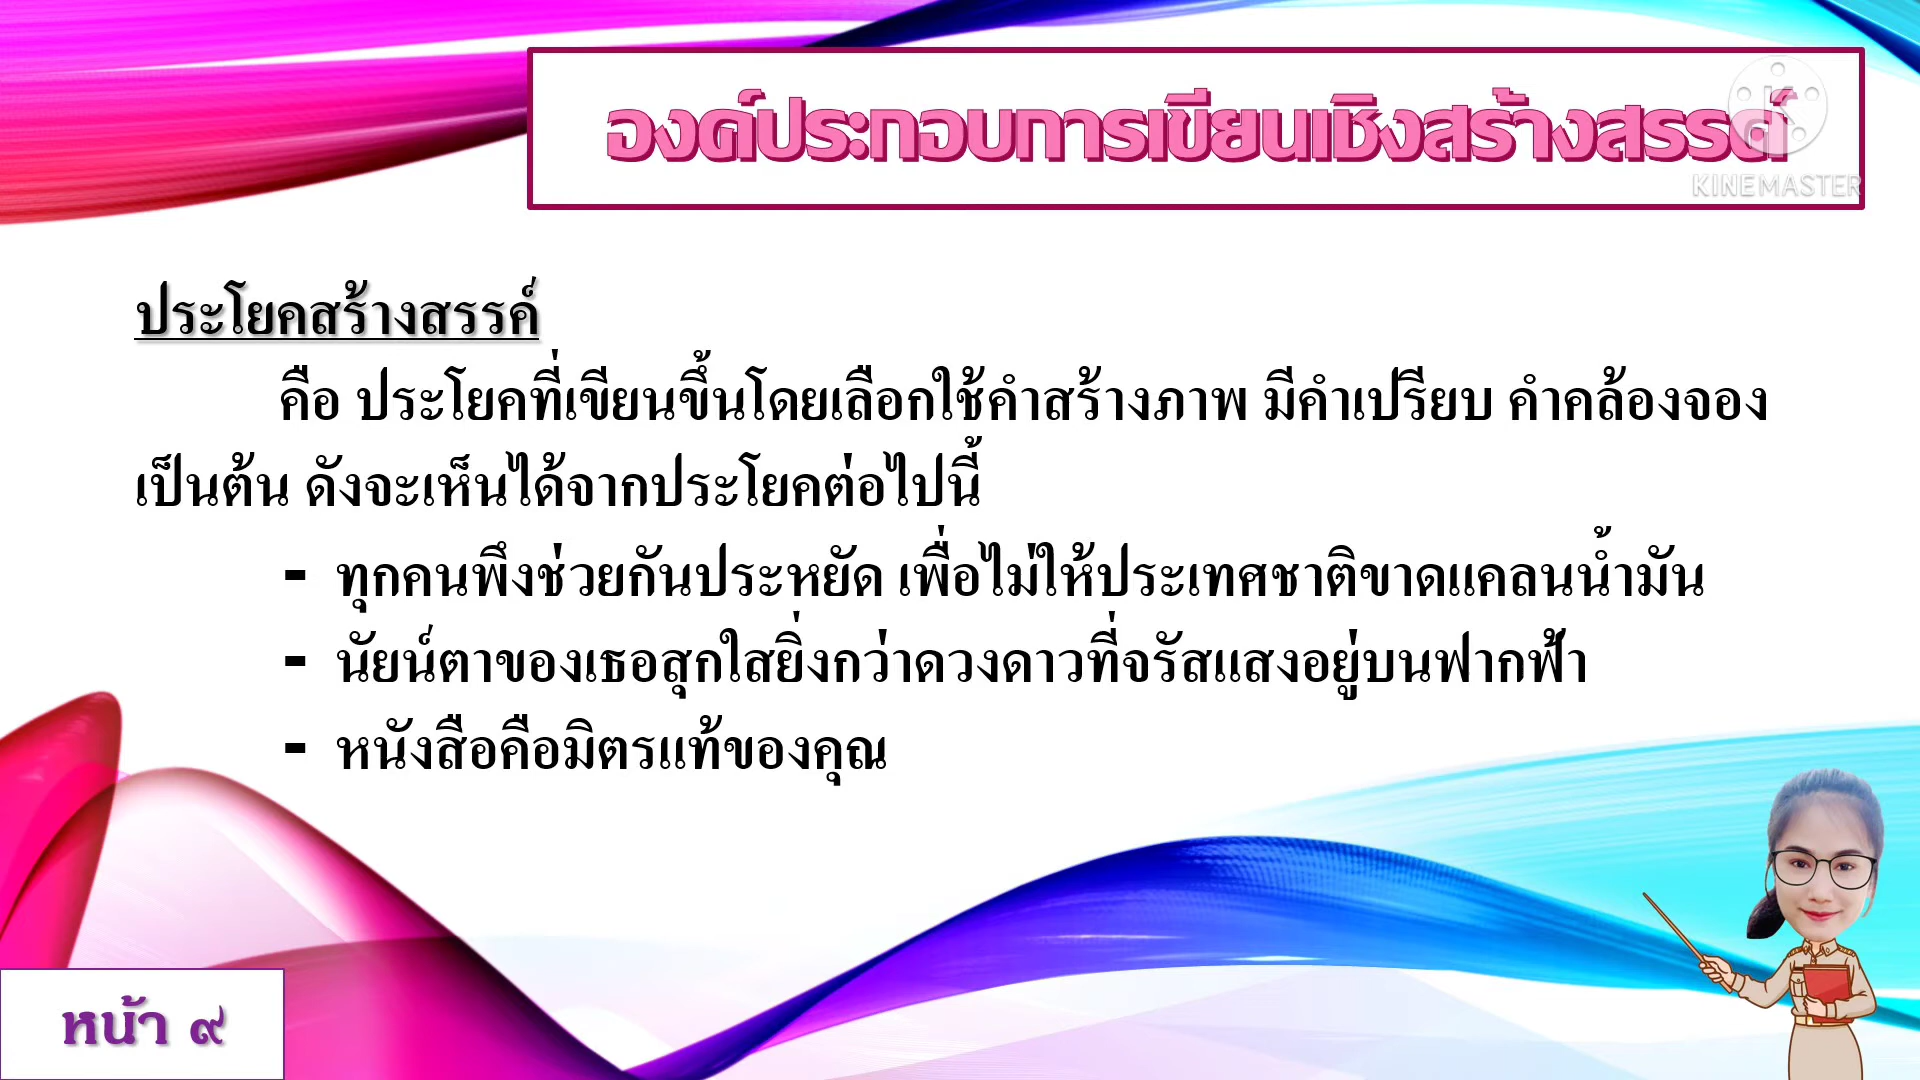 องค์ประกอบการเขียนเชิงสร้างสรรค์
KINEMASTER
ประโยคสร้างสรรค์
คือ ประโยคที่เขียนขึ้นโดยเลือกใช้คำสร้างภาพ มีคำเปรียบ คำคล้องจอง
เป็นต้น ดังจะเห็นได้จากประโยคต่อไปนี้
- ทุกคนพึงช่วยกันประหยัด เพื่อไม่ให้ประเทศชาติขาดแคลนน้ำมัน
- นัยน์ตาของเธอสุกใสยิ่งกว่าดวงดาวที่จรัสแสงอยู่บนฟากฟ้า
- หนังสือคือมิตรแท้ของคุณ
หน้า ๙